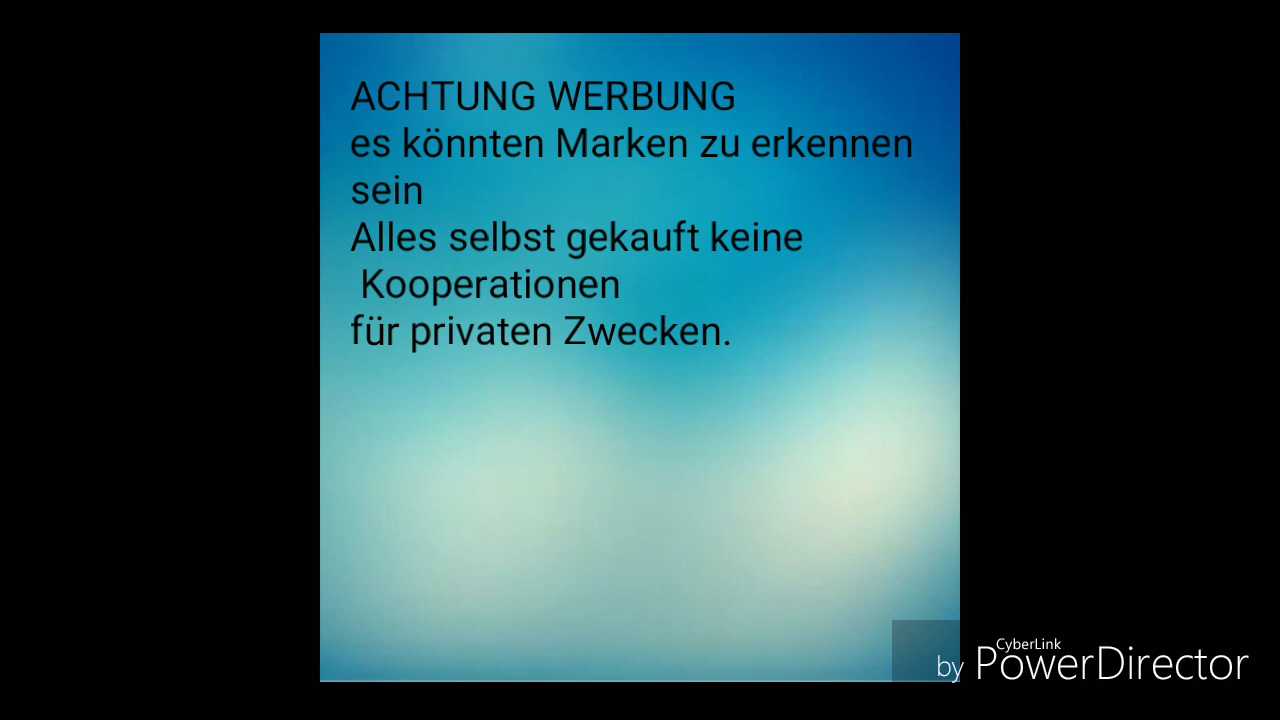 ACHTUNG WERBUNG
es könnten Marken zu erkennen
sein
Alles selbst gekauft keine
Kooperationen
für privaten Zwecken.
CyberLink
by PowerDirector